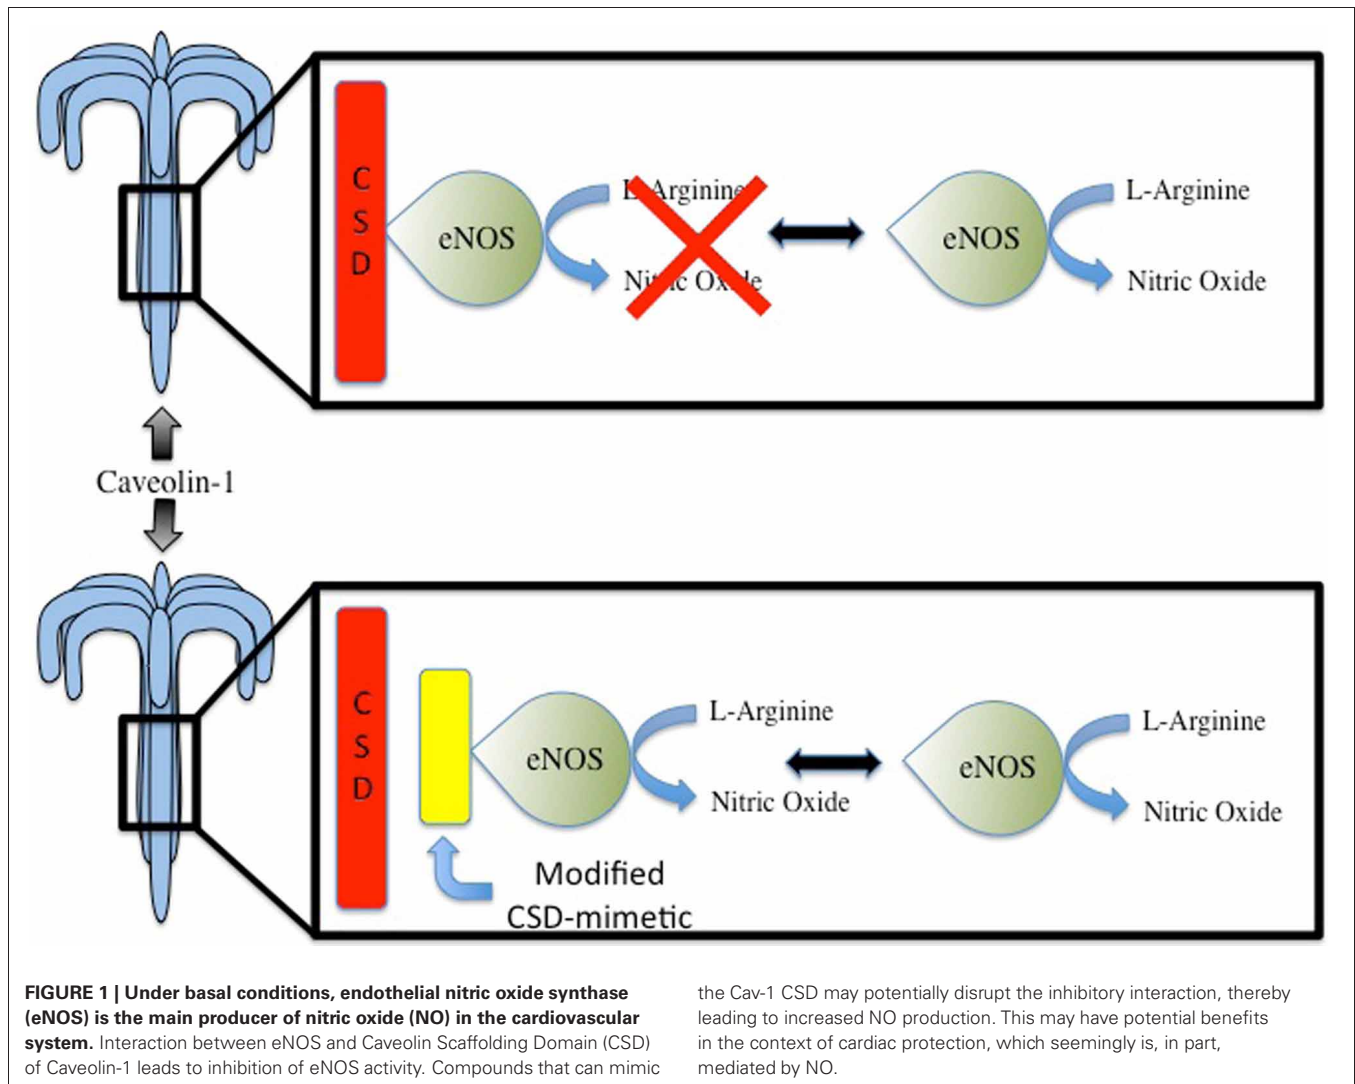 C
S
D
eNOS
L-Arginine
Nitric Oxide
eNOS
L-Arginine
Nitric Oxide
Caveolin-1
C
S
D
eNOS
L-Arginine
Nitric Oxide
eNOS
L-Arginine
Nitric Oxide
Modified
CSD-mimetic
FIGURE 1 | Under basal conditions, endothelial nitric oxide synthase
(eNOS) is the main producer of nitric oxide (NO) in the cardiovascular
system. Interaction between eNOS and Caveolin Scaffolding Domain (CSD)
of Caveolin-1 leads to inhibition of eNOS activity. Compounds that can mimic
the Cav-1 CSD may potentially disrupt the inhibitory interaction, thereby
leading to increased NO production. This may have potential benefits
in the context of cardiac protection, which seemingly is, in part,
mediated by NO.